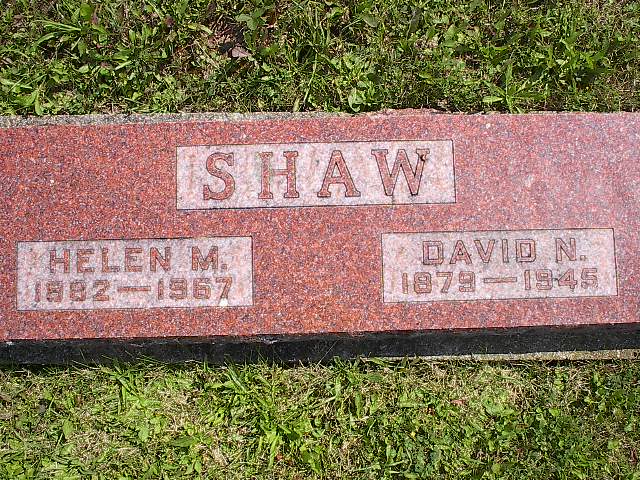 SHAW
HELEN M.
1882—1967
DAVID N.
1879—1945